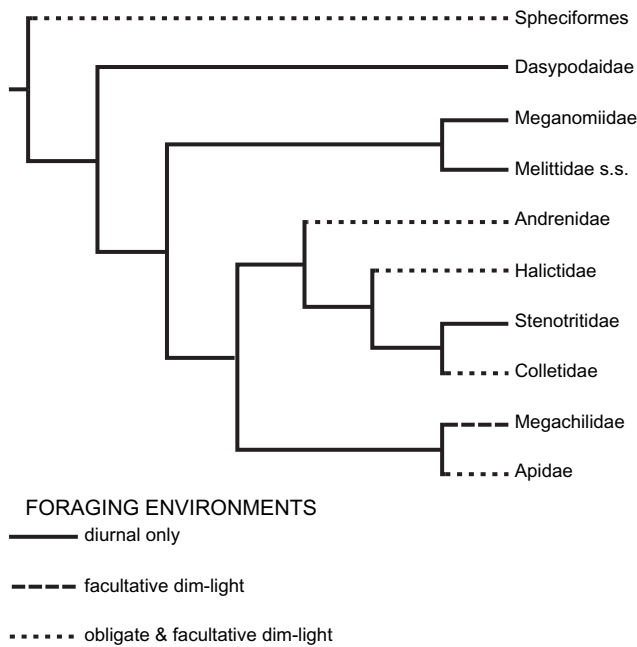 Spheciformes
Dasypodaidae
Meganomiidae
Melittidae s.s.
Andrenidae
Halictidae
Stenotritidae
Colletidae
Megachilidae
Apidae
FORAGING ENVIRONMENTS
diurnal only
facultative dim-light
obligate & facultative dim-light